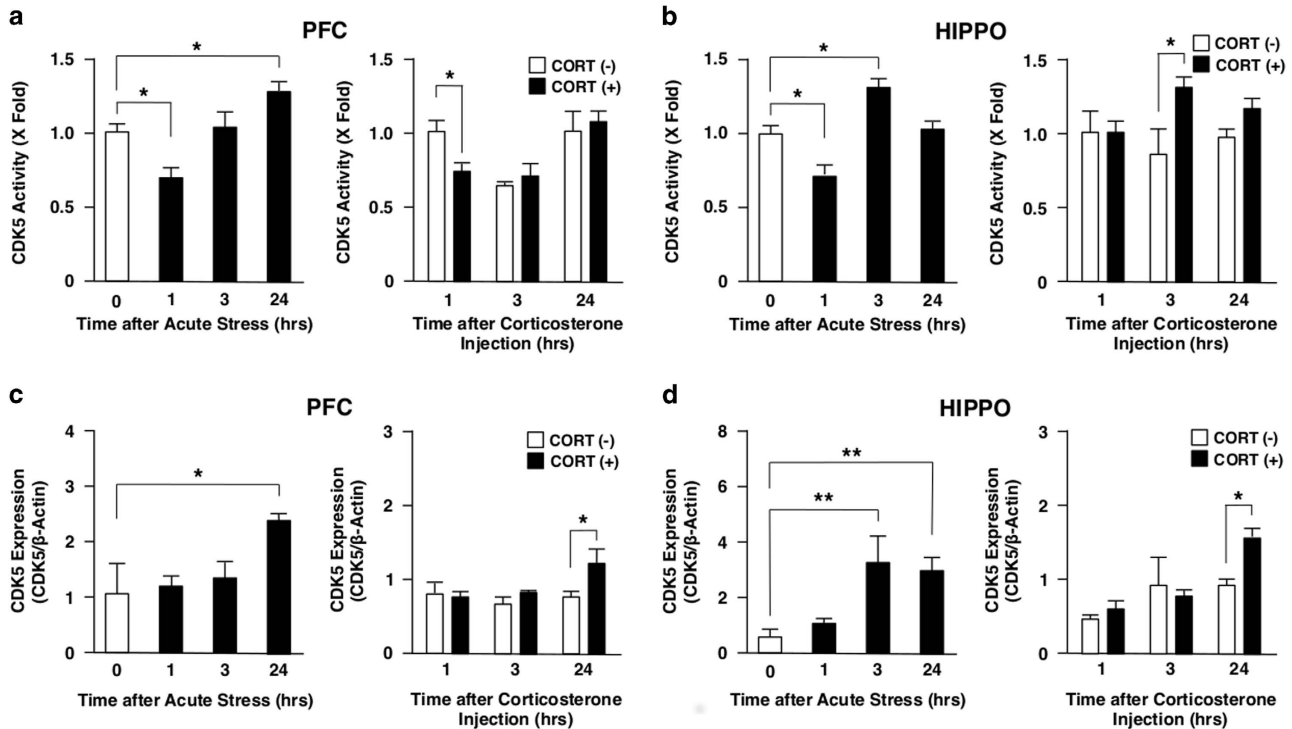 a
PFC
*
*
1.5
1.0
0.5
0
CDK5 Activity (X Fold)
0 1 3 24
Time after Acute Stress (hrs)
CORT (-)
CORT (+)
*
1.5
1.0
0.5
0
CDK5 Activity (X Fold)
1 3 24
Time after Corticosterone
Injection (hrs)
b
HIPPO
*
*
1.5
1.0
0.5
0
CDK5 Activity (X Fold)
0 1 3 24
Time after Acute Stress (hrs)
CORT (-)
CORT (+)
*
1.5
1.0
0.5
0
CDK5 Activity (X Fold)
1 3 24
Time after Corticosterone
Injection (hrs)
c
PFC
*
4
3
2
1
0
CDK5 Expression
(CDK5/β-Actin)
0 1 3 24
Time after Acute Stress (hrs)
CORT (-)
CORT (+)
*
3
2
1
0
CDK5 Expression
(CDK5/β-Actin)
1 3 24
Time after Corticosterone
Injection (hrs)
d
HIPPO
**
**
8
6
4
2
0
CDK5 Expression
(CDK5/β-Actin)
0 1 3 24
Time after Acute Stress (hrs)
CORT (-)
CORT (+)
*
3
2
1
0
CDK5 Expression
(CDK5/β-Actin)
1 3 24
Time after Corticosterone
Injection (hrs)